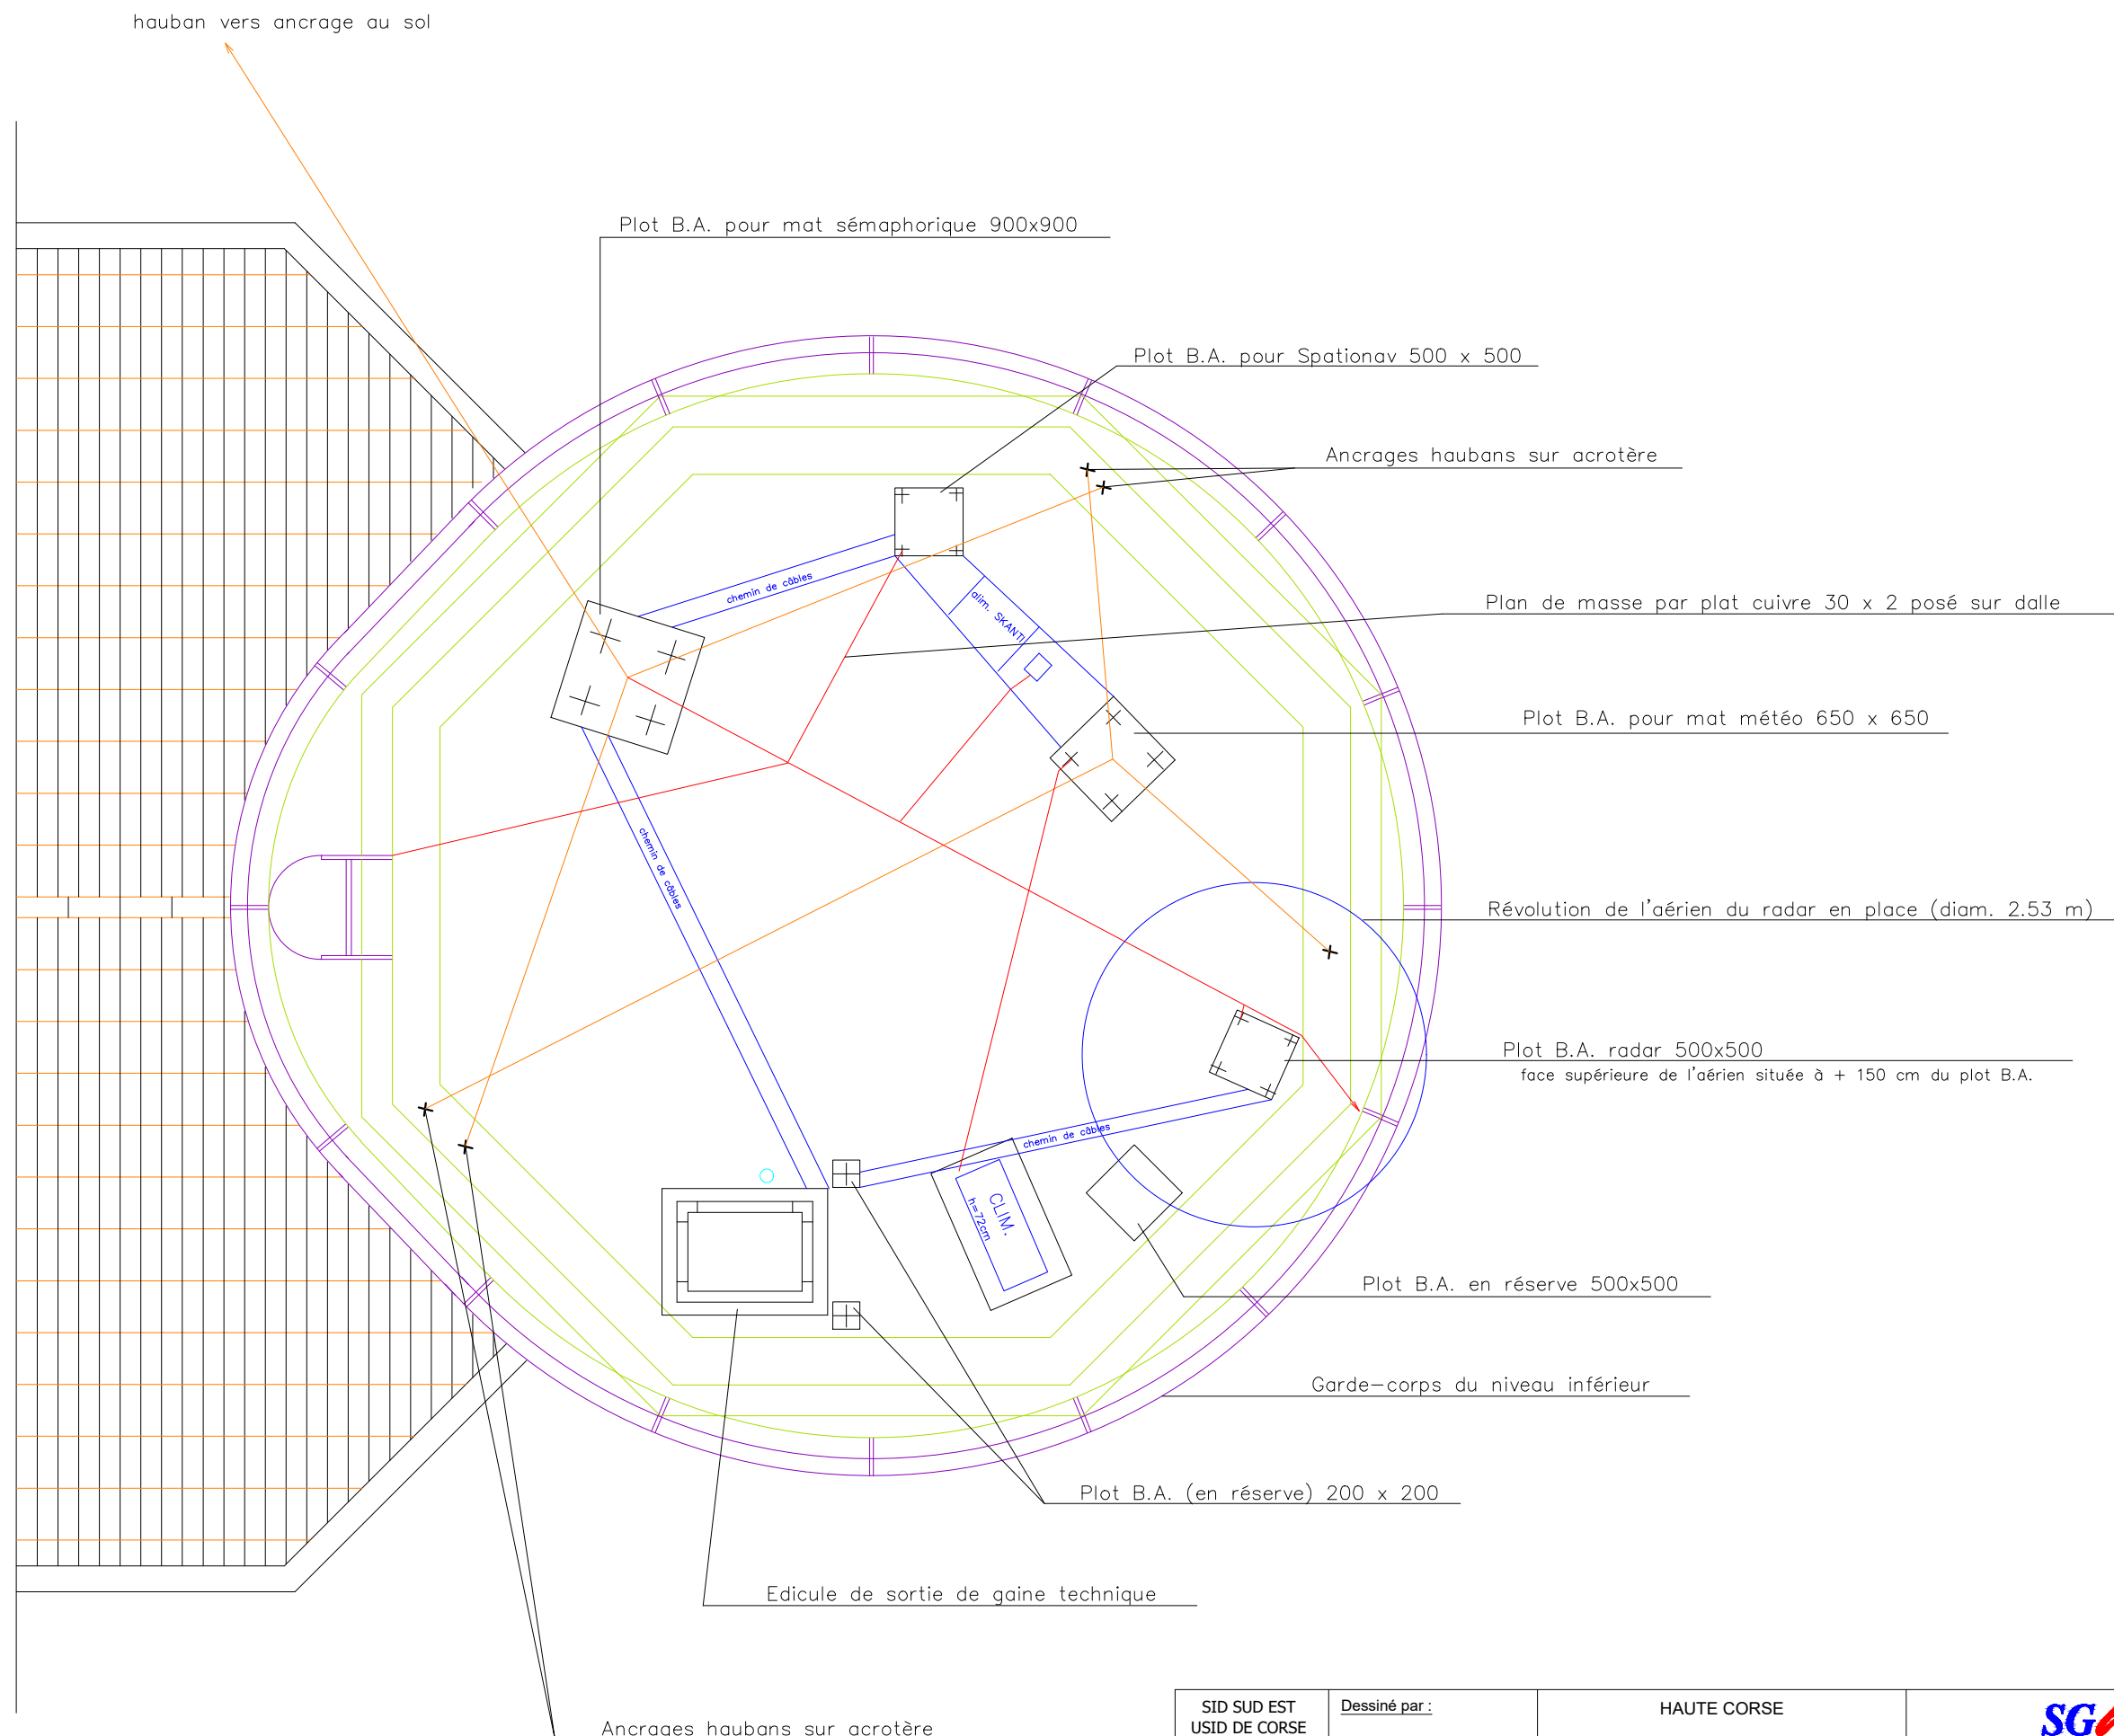 hauban vers ancrage au sol
Plot B.A. pour mat sémaphorique 900x900
Plot B.A. pour Spationav 500 x 500
Ancrages haubans sur acrotère
chemin de câbles
alim. SKANTI
Plan de masse par plat cuivre 30 x 2 posé sur dalle
Plot B.A. pour mat météo 650 x 650
chemin de câbles
Révolution de l'aérien du radar en place (diam. 2.53 m)
Plot B.A. radar 500x500
face supérieure de l'aérien située à + 150 cm du plot B.A.
chemin de câbles
CLIM.
h=72cm
Plot B.A. en réserve 500x500
Garde-corps du niveau inférieur
Plot B.A. (en réserve) 200 x 200
Edicule de sortie de gaine technique
Ancrages haubans sur acrotère
SID SUD EST
USID DE CORSE
Dessiné par :
HAUTE CORSE
SG